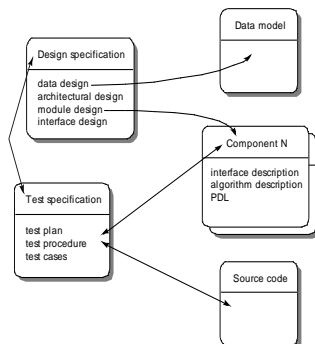 Data model
Design specification
data design
architectural design
module design
interface design
Component N
interface description
algorithm description
PDL
Test specification
test plan
test procedure
test cases
Source code